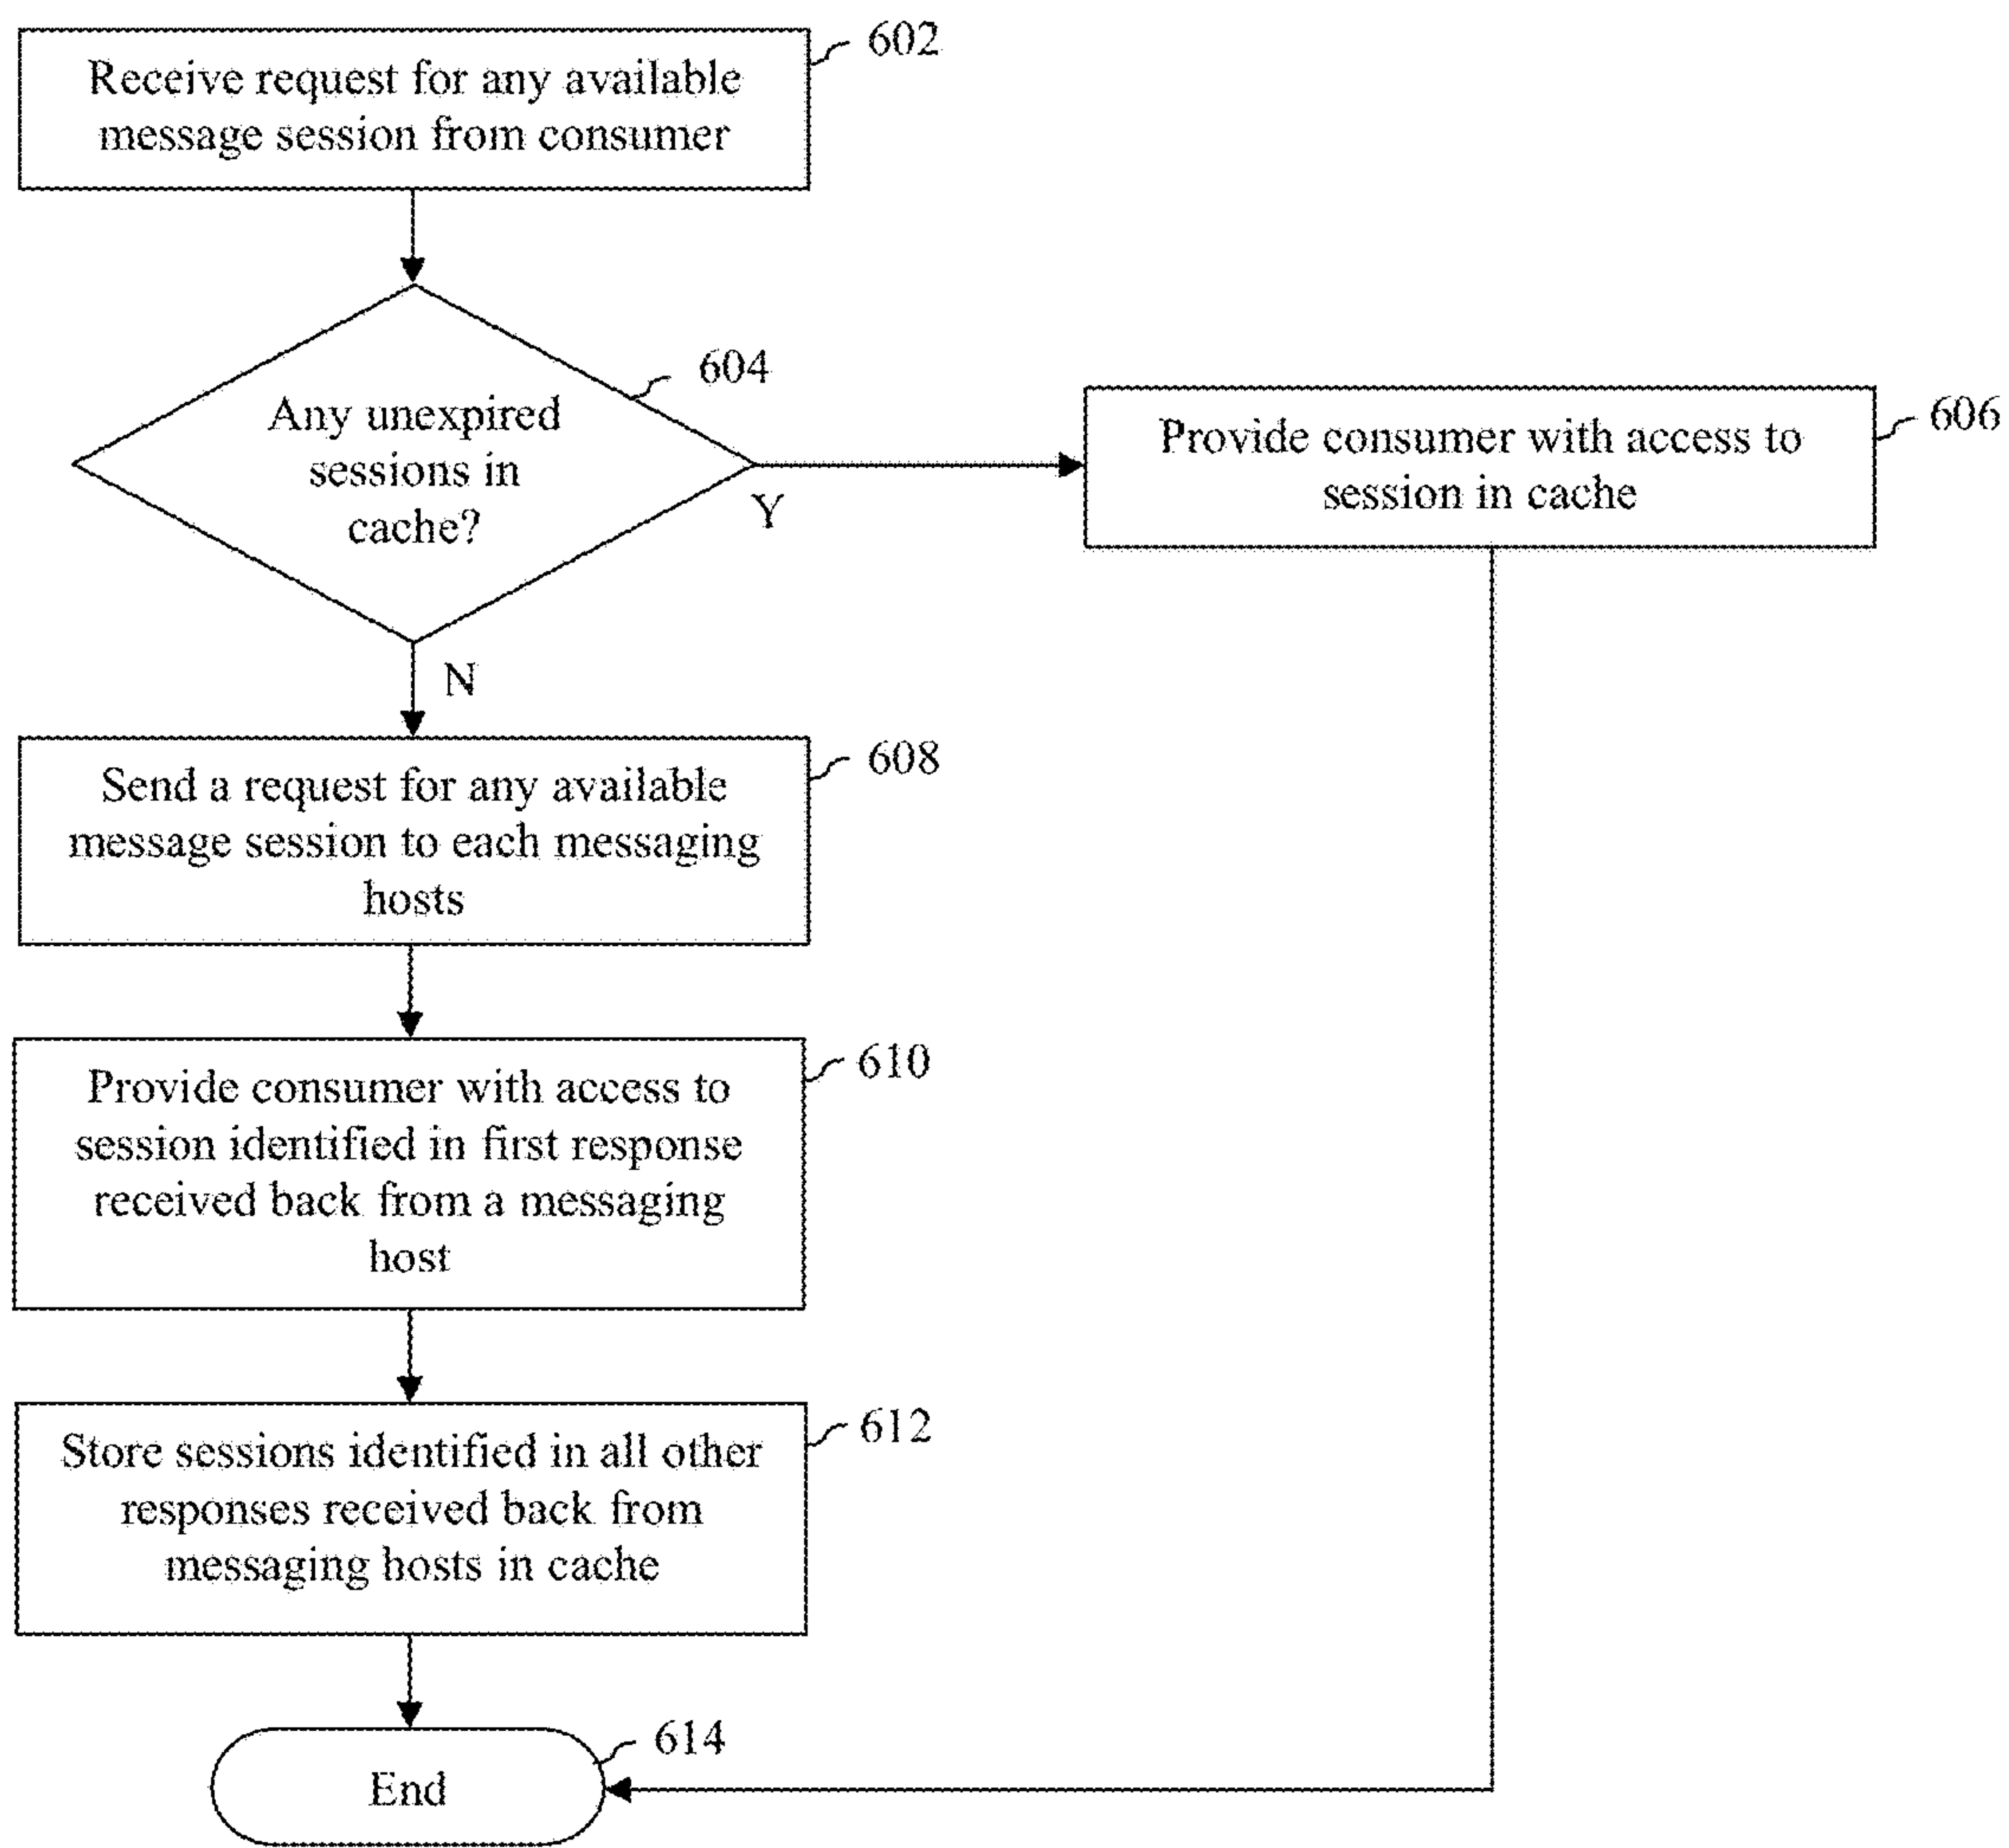 602
Receive request for any available
message session from consumer
604
Any unexpired
sessions in
cache?
Y
606
Provide consumer with access to
session in cache
N
608
Send a request for any available
message session to each messaging
hosts
610
Provide consumer with access to
session identified in first response
received back from a messaging
host
612
Store sessions identified in all other
responses received back from
messaging hosts in cache
614
End